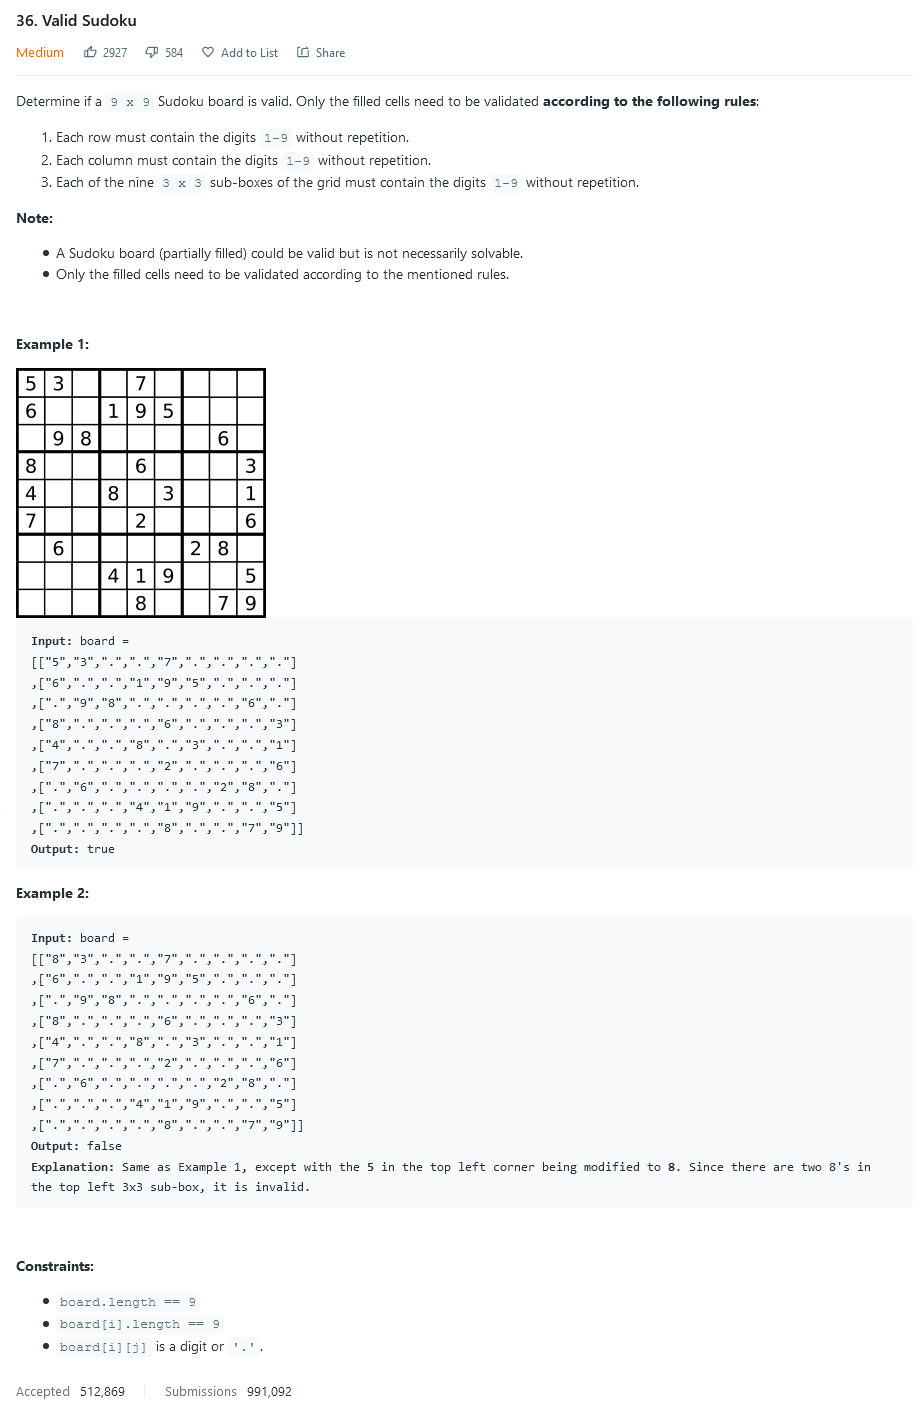 36. Valid Sudoku
Medium 2927 584 Add to List Share
Determine if a 9 x 9 Sudoku board is valid. Only the filled cells need to be validated according to the following rules:
1. Each row must contain the digits 1-9 without repetition.
2. Each column must contain the digits 1-9 without repetition.
3. Each of the nine 3 x 3 sub-boxes of the grid must contain the digits 1-9 without repetition.
Note:
• A Sudoku board (partially filled) could be valid but is not necessarily solvable.
• Only the filled cells need to be validated according to the mentioned rules.
Example 1:
5 3 7
6 1 9 5
9 8 6
8 6 3
4 8 3 1
7 2 6
6 2 8
4 1 9 5
8 7 9
Input: board =
[["5","3",".",".","7",".",".",".","."]
,["6",".",".","1","9","5",".",".","."]
,[".","9","8",".",".",".",".","6","."]
,["8",".",".",".","6",".",".",".","3"]
,["4",".",".","8",".","3",".",".","1"]
,["7",".",".",".","2",".",".",".","6"]
,[".","6",".",".",".",".","2","8","."]
,[".",".",".","4","1","9",".",".","5"]
,[".",".",".",".","8",".",".","7","9"]]
Output: true
Example 2:
Input: board =
[["8","3",".",".","7",".",".",".","."]
,["6",".",".","1","9","5",".",".","."]
,[".","9","8",".",".",".",".","6","."]
,["8",".",".",".","6",".",".",".","3"]
,["4",".",".","8",".","3",".",".","1"]
,["7",".",".",".","2",".",".",".","6"]
,[".","6",".",".",".",".","2","8","."]
,[".",".",".","4","1","9",".",".","5"]
,[".",".",".",".","8",".",".","7","9"]]
Output: false
Explanation: Same as Example 1, except with the 5 in the top left corner being modified to 8. Since there are two 8's in
the top left 3x3 sub-box, it is invalid.
Constraints:
• board.length == 9
• board[i].length == 9
• board[i][j] is a digit or '.'.
Accepted 512,869 Submissions 991,092